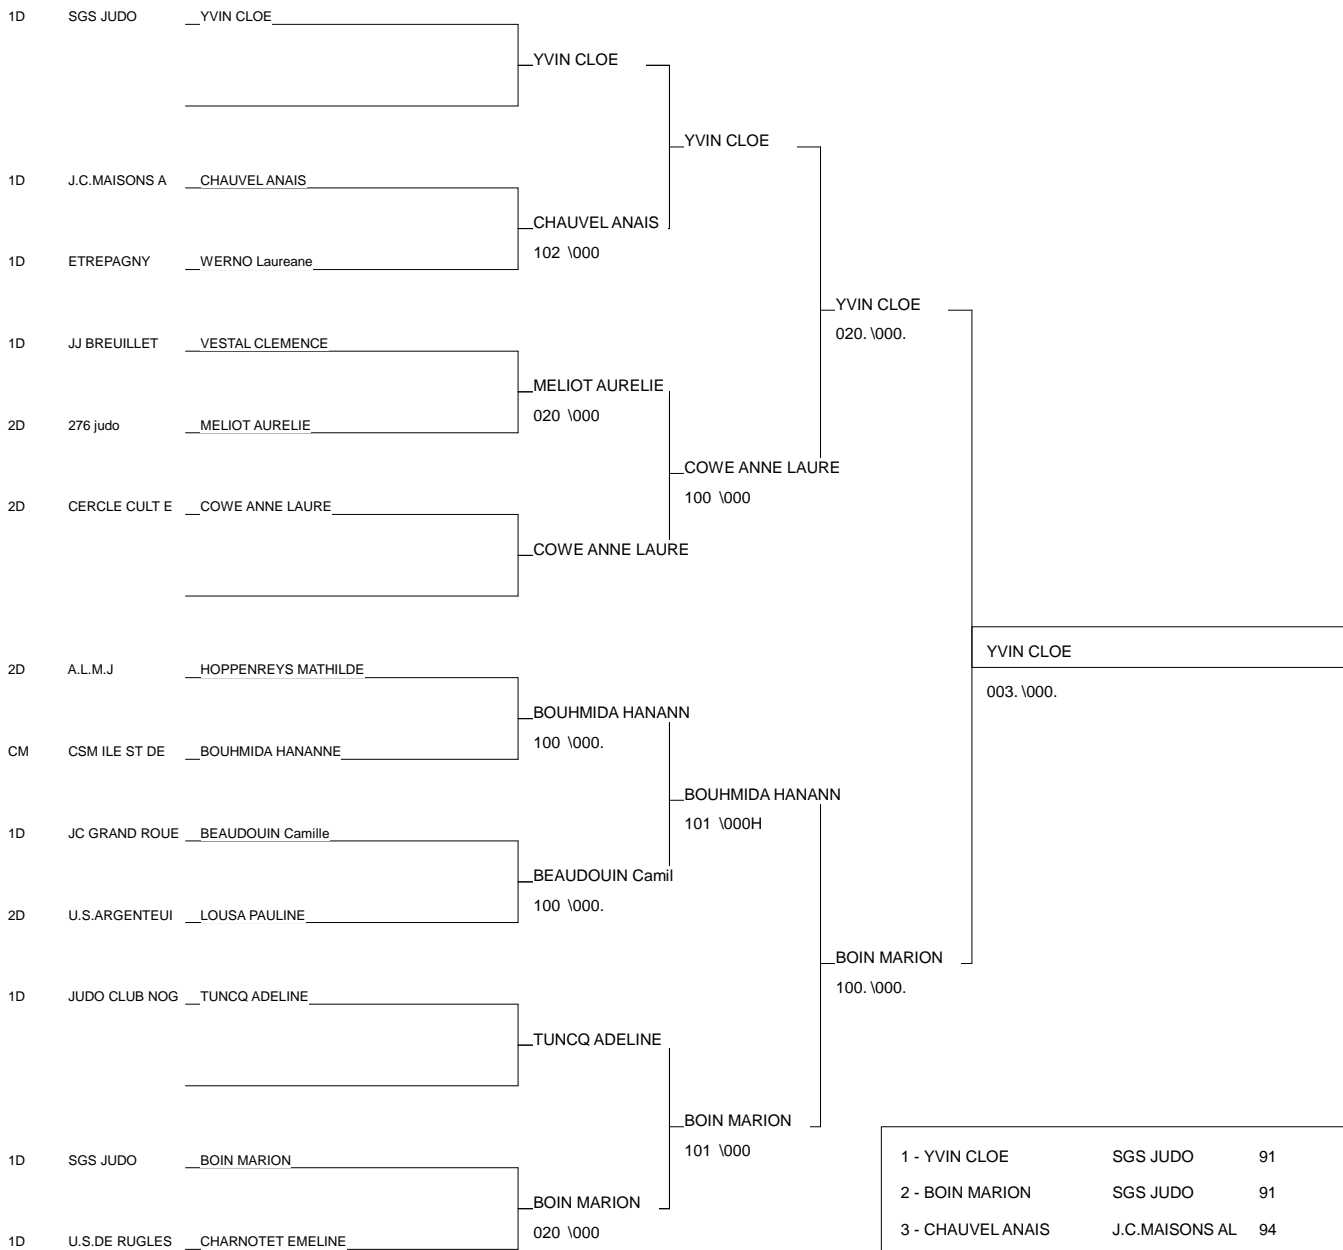 1D SGS JUDO YVIN CLOE
YVIN CLOE
YVIN CLOE
1D J.C.MAISONS A CHAUVEL ANAIS
CHAUVEL ANAIS
102 \000
1D ETREPAGNY WERNO Laureane
YVIN CLOE
020. \000.
1D JJ BREUILLET VESTAL CLEMENCE
MELIOT AURELIE
020 \000
2D 276 judo MELIOT AURELIE
COWE ANNE LAURE
100 \000
2D CERCLE CULT E COWE ANNE LAURE
COWE ANNE LAURE
YVIN CLOE
003. \000.
2D A.L.M.J HOPPENREYS MATHILDE
BOUHMIDA HANANN
100 \000.
CM CSM ILE ST DE BOUHMIDA HANANNE
BOUHMIDA HANANN
101 \000H
1D JC GRAND ROUE BEAUDOUIN Camille
BEAUDOUIN Camil
100 \000.
2D U.S.ARGENTEUI LOUSA PAULINE
BOIN MARION
100. \000.
1D JUDO CLUB NOG TUNCQ ADELINE
TUNCQ ADELINE
BOIN MARION
101 \000
1D SGS JUDO BOIN MARION
BOIN MARION
020 \000
1D U.S.DE RUGLES CHARNOTET EMELINE
1 - YVIN CLOE SGS JUDO 91
2 - BOIN MARION SGS JUDO 91
3 - CHAUVEL ANAIS J.C.MAISONS AL 94